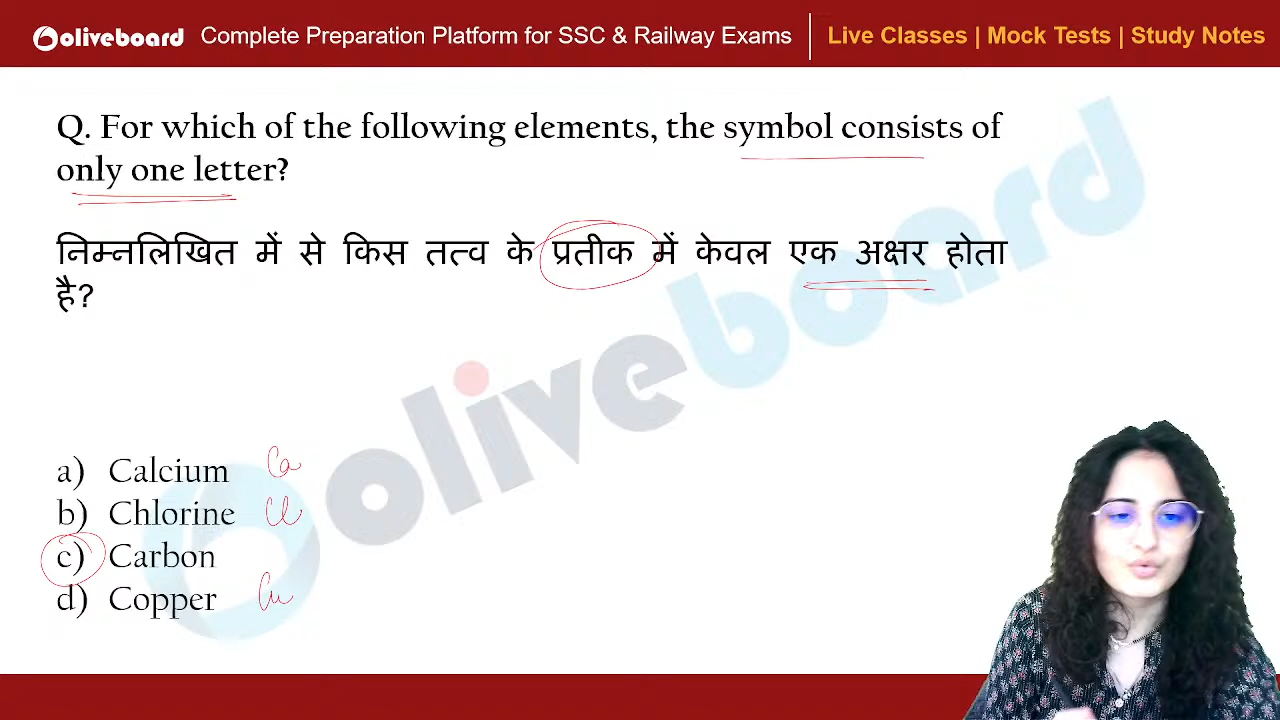 oliveboard Complete Preparation Platform for SSC & Railway Exams Live Classes | Mock Tests | Study Notes
Q. For which of the following elements, the symbol consists of
only one letter?
निम्नलिखित में से किस तत्व के प्रतीक में केवल एक अक्षर होता
है?
oliveboard
a) Calcium Ca
b) Chlorine Cl
c) Carbon
d) Copper Cu